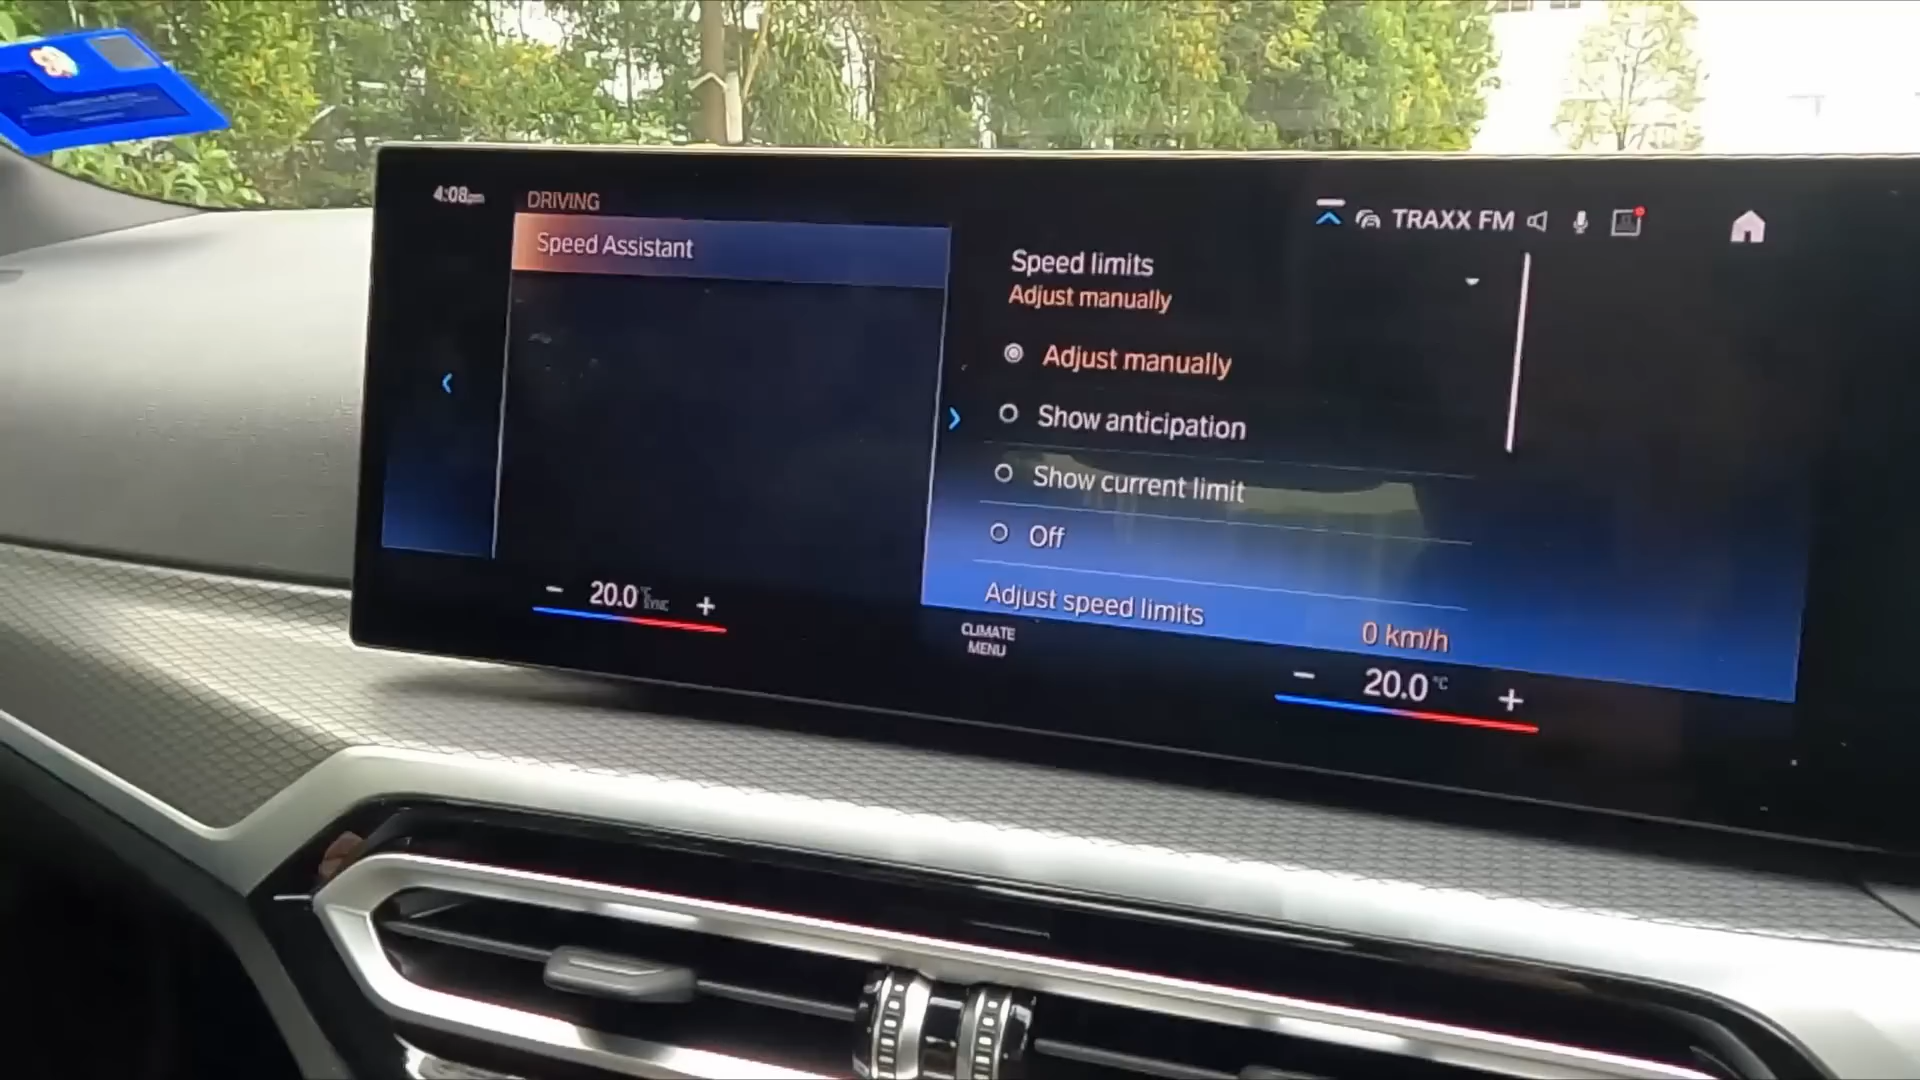 4:08pm
DRIVING
TRAXX FM
Speed Assistant
Speed limits
Adjust manually
Adjust manually
Show anticipation
Show current limit
Off
Adjust speed limits
0 km/h
− 20.0 °C SYNC +
CLIMATE
MENU
− 20.0 °C +